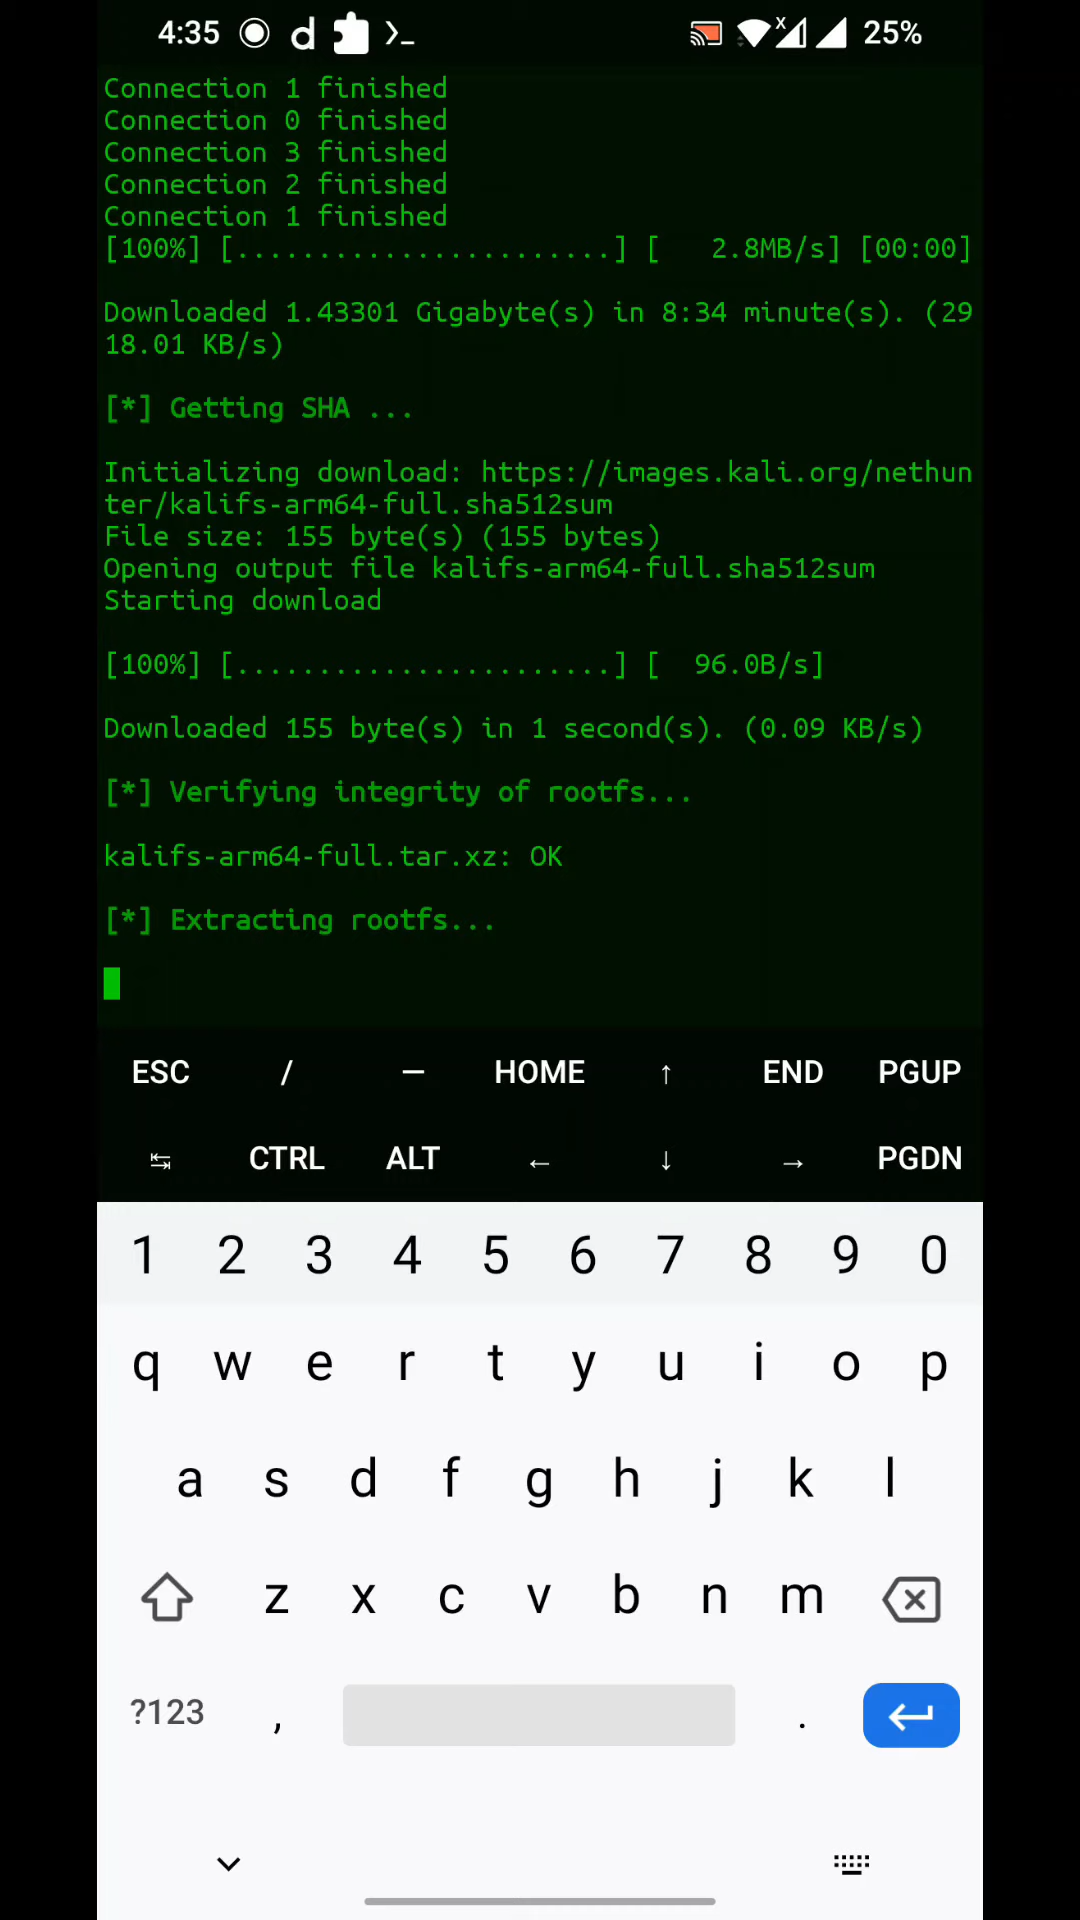 4:35 25%
Connection 1 finished
Connection 0 finished
Connection 3 finished
Connection 2 finished
Connection 1 finished
[100%] [.......................] [   2.8MB/s] [00:00]
Downloaded 1.43301 Gigabyte(s) in 8:34 minute(s). (29
18.01 KB/s)
[*] Getting SHA ...
Initializing download: https://images.kali.org/nethun
ter/kalifs-arm64-full.sha512sum
File size: 155 byte(s) (155 bytes)
Opening output file kalifs-arm64-full.sha512sum
Starting download
[100%] [.......................] [  96.0B/s]
Downloaded 155 byte(s) in 1 second(s). (0.09 KB/s)
[*] Verifying integrity of rootfs...
kalifs-arm64-full.tar.xz: OK
[*] Extracting rootfs...
ESC / — HOME ↑ END PGUP
↹ CTRL ALT ← ↓ → PGDN
1 2 3 4 5 6 7 8 9 0
q w e r t y u i o p
a s d f g h j k l
z x c v b n m
?123 , .